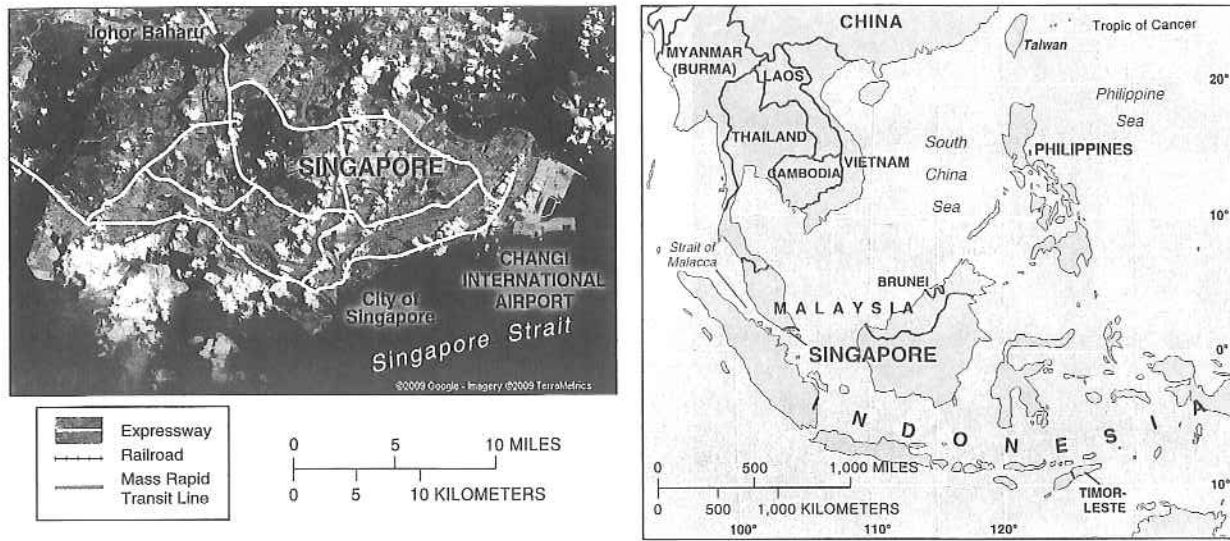 Johor Baharu
SINGAPORE
CHANGI
INTERNATIONAL
AIRPORT
City of
Singapore
Singapore Strait
©2009 Google - Imagery ©2009 TerraMetrics
Expressway
Railroad
Mass Rapid
Transit Line
0 5 10 MILES
0 5 10 KILOMETERS
CHINA
Tropic of Cancer
Taiwan
MYANMAR
(BURMA)
LAOS
20°
Philippine
Sea
THAILAND
VIETNAM
South
China
Sea
PHILIPPINES
CAMBODIA
10°
Strait of
Malacca
BRUNEI
MALAYSIA
SINGAPORE
0°
INDONESIA
0 500 1,000 MILES
0 500 1,000 KILOMETERS
TIMOR-
LESTE
10°
100° 110° 120°